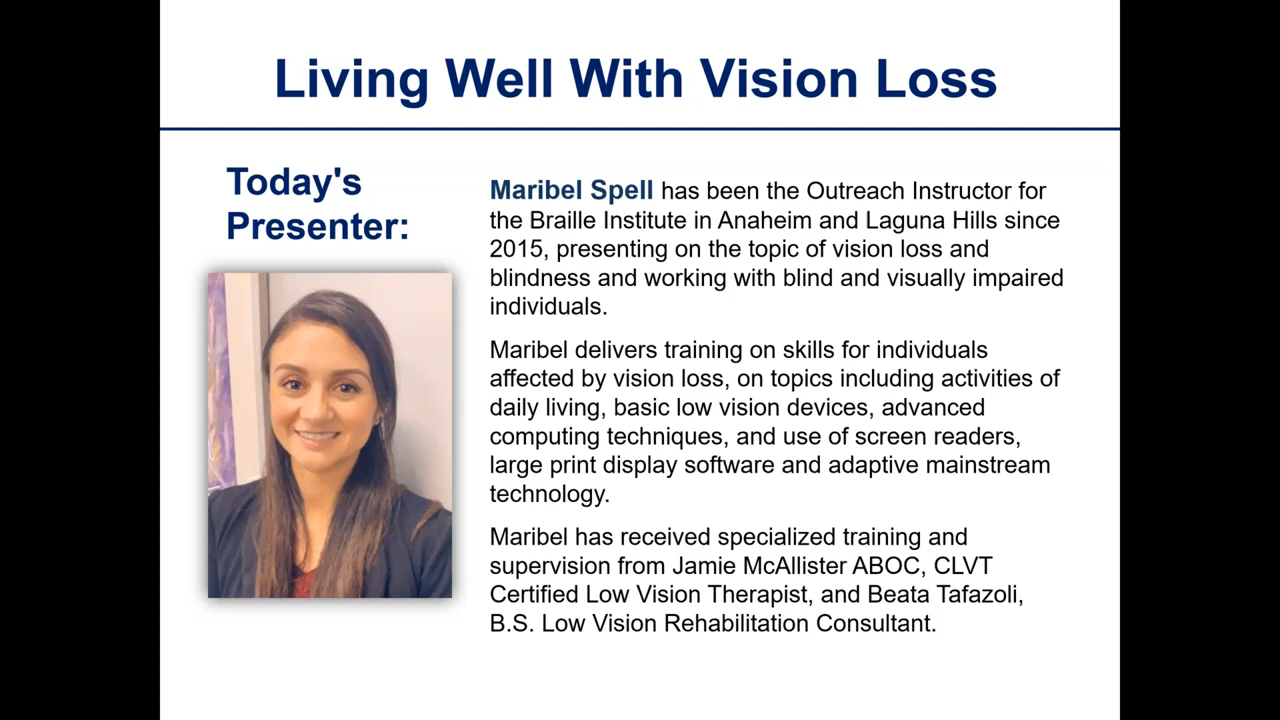 Living Well With Vision Loss
Today's
Presenter:
Maribel Spell has been the Outreach Instructor for
the Braille Institute in Anaheim and Laguna Hills since
2015, presenting on the topic of vision loss and
blindness and working with blind and visually impaired
individuals.
Maribel delivers training on skills for individuals
affected by vision loss, on topics including activities of
daily living, basic low vision devices, advanced
computing techniques, and use of screen readers,
large print display software and adaptive mainstream
technology.
Maribel has received specialized training and
supervision from Jamie McAllister ABOC, CLVT
Certified Low Vision Therapist, and Beata Tafazoli,
B.S. Low Vision Rehabilitation Consultant.